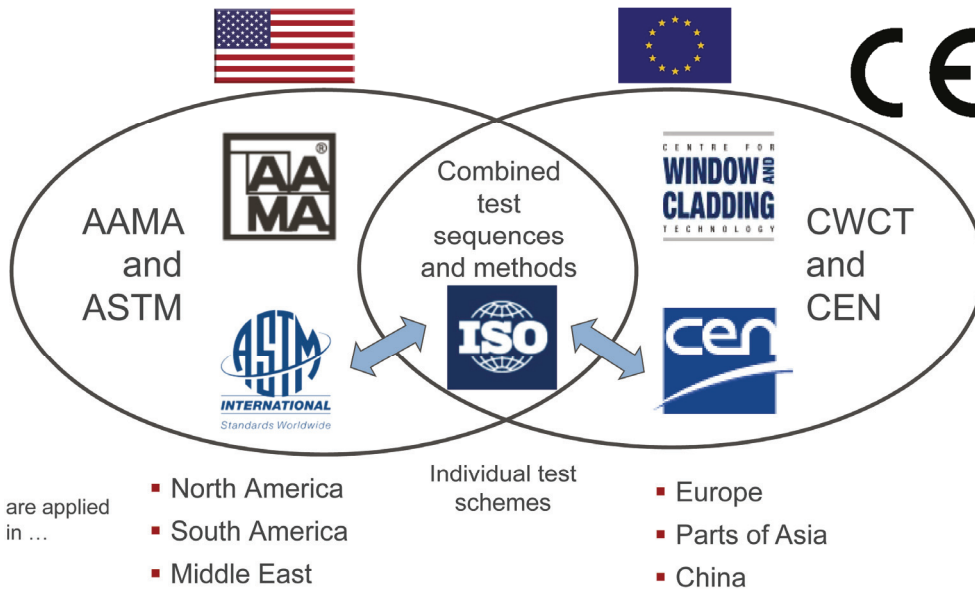 CE
AAMA
and
ASTM
AA
MA
®
ASTM
INTERNATIONAL
Standards Worldwide
Combined
test
sequences
and methods
ISO
CENTRE FOR
WINDOW AND
CLADDING
TECHNOLOGY
CWCT
and
CEN
cen
are applied
in …
▪ North America
▪ South America
▪ Middle East
Individual test
schemes
▪ Europe
▪ Parts of Asia
▪ China